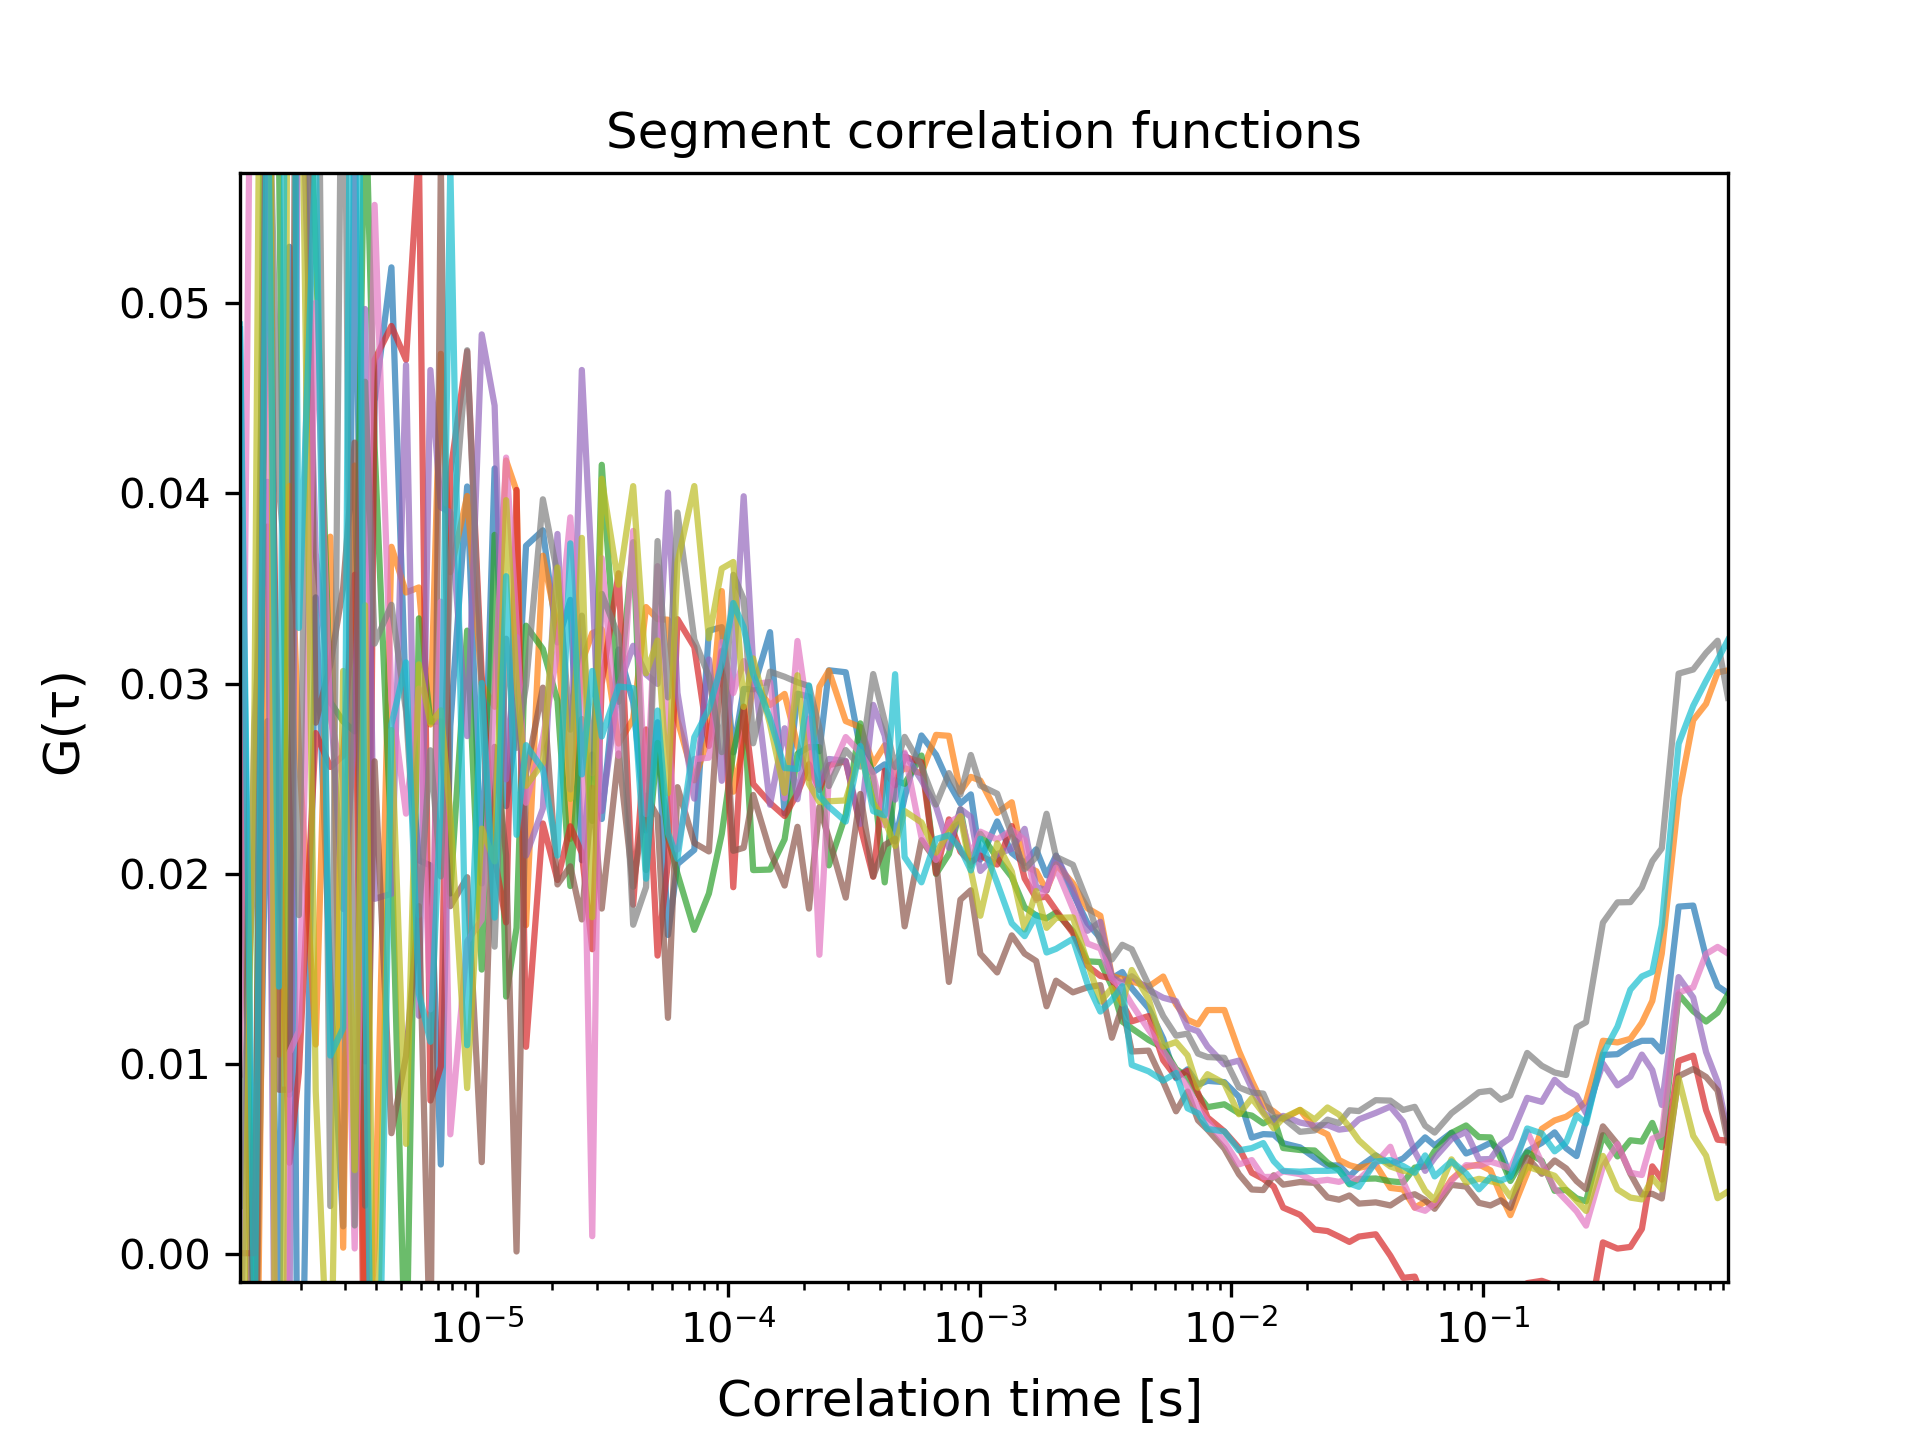 Segment correlation functions
G(τ)
0.05
0.04
0.03
0.02
0.01
0.00
10⁻⁵ 10⁻⁴ 10⁻³ 10⁻² 10⁻¹
Correlation time [s]